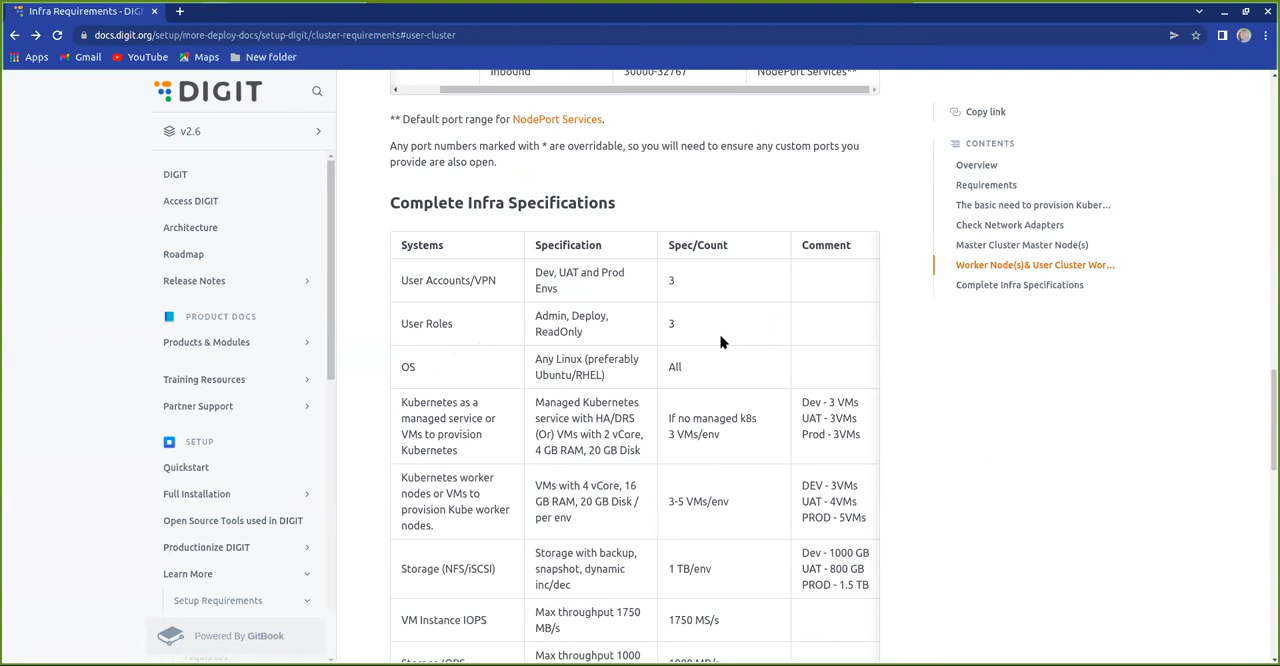 Infra Requirements - DIG
docs.digit.org/setup/more-deploy-docs/setup-digit/cluster-requirements#user-cluster
Apps
Gmail
YouTube
Maps
New folder
DIGIT
v2.6
DIGIT
Access DIGIT
Architecture
Roadmap
Release Notes
PRODUCT DOCS
Products & Modules
Training Resources
Partner Support
SETUP
Quickstart
Full Installation
Open Source Tools used in DIGIT
Productionize DIGIT
Learn More
Setup Requirements
Powered By GitBook
Inbound
30000-32767
NodePort Services**
** Default port range for NodePort Services.
Any port numbers marked with * are overridable, so you will need to ensure any custom ports you
provide are also open.
Complete Infra Specifications
Systems
Specification
Spec/Count
Comment
User Accounts/VPN
Dev, UAT and Prod
Envs
3
User Roles
Admin, Deploy,
ReadOnly
3
OS
Any Linux (preferably
Ubuntu/RHEL)
All
Kubernetes as a
managed service or
VMs to provision
Kubernetes
Managed Kubernetes
service with HA/DRS
(Or) VMs with 2 vCore,
4 GB RAM, 20 GB Disk
If no managed k8s
3 VMs/env
Dev - 3 VMs
UAT - 3VMs
Prod - 3VMs
Kubernetes worker
nodes or VMs to
provision Kube worker
nodes.
VMs with 4 vCore, 16
GB RAM, 20 GB Disk /
per env
3-5 VMs/env
DEV - 3VMs
UAT - 4VMs
PROD - 5VMs
Storage (NFS/iSCSI)
Storage with backup,
snapshot, dynamic
inc/dec
1 TB/env
Dev - 1000 GB
UAT - 800 GB
PROD - 1.5 TB
VM Instance IOPS
Max throughput 1750
MB/s
1750 MS/s
Storage IOPS
Max throughput 1000
1000 MS/s
Copy link
CONTENTS
Overview
Requirements
The basic need to provision Kuber...
Check Network Adapters
Master Cluster Master Node(s)
Worker Node(s)& User Cluster Wor...
Complete Infra Specifications